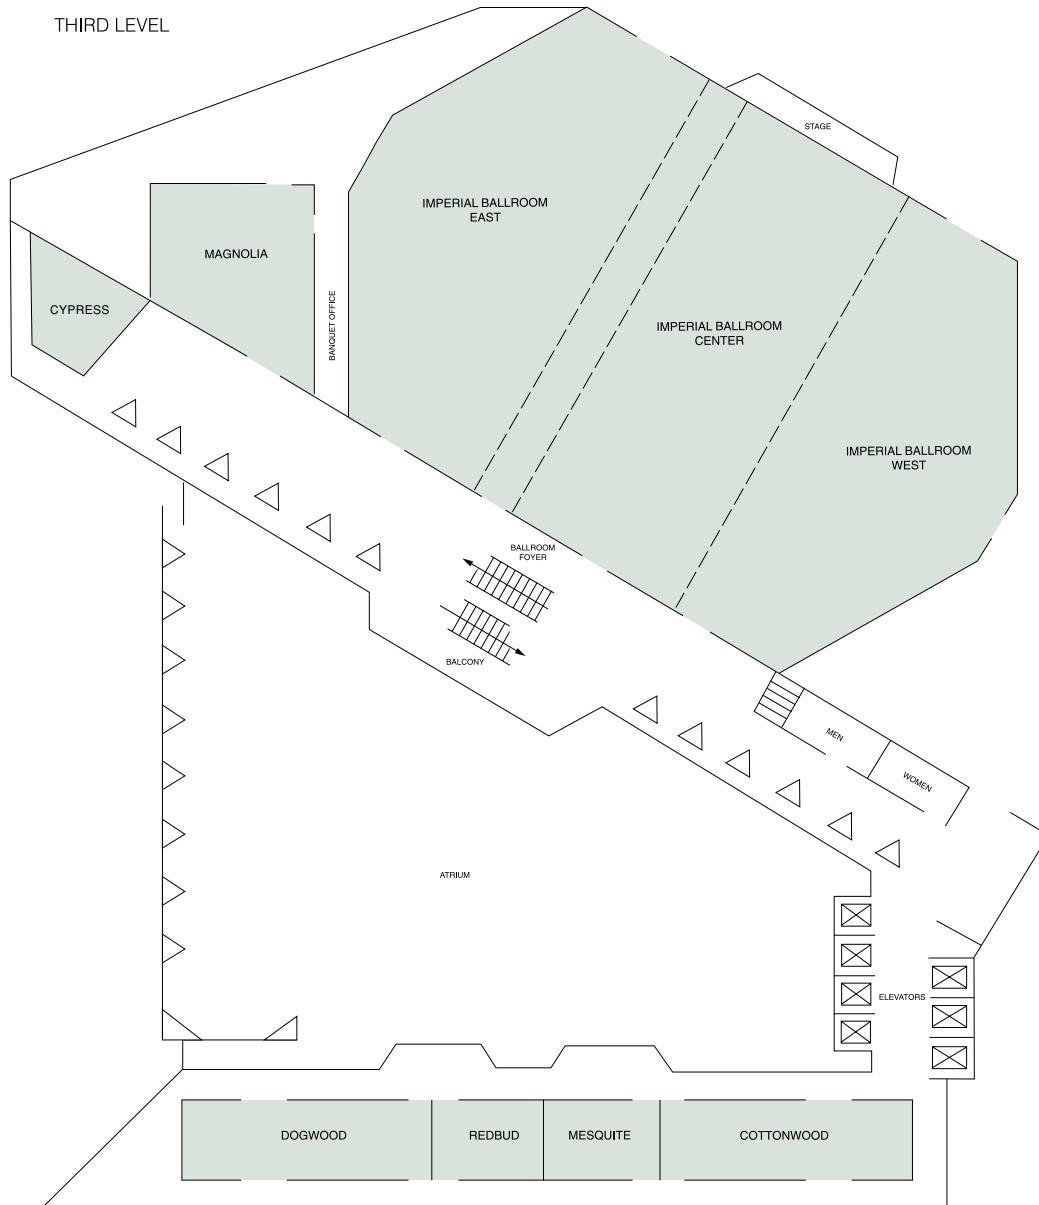 THIRD LEVEL
STAGE
IMPERIAL BALLROOM
EAST
MAGNOLIA
CYPRESS
BANQUET OFFICE
IMPERIAL BALLROOM
CENTER
IMPERIAL BALLROOM
WEST
BALLROOM
FOYER
BALCONY
MEN
WOMEN
ATRIUM
ELEVATORS
DOGWOOD
REDBUD
MESQUITE
COTTONWOOD